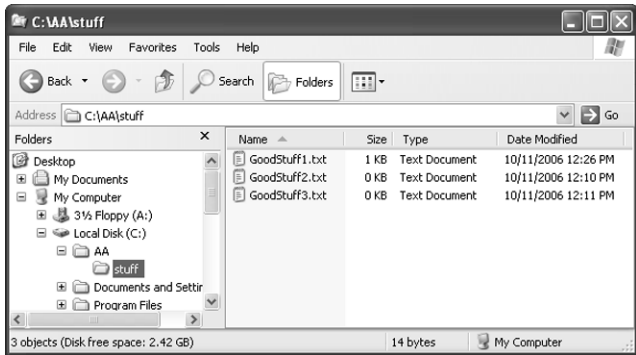 C:\AA\stuff
File Edit View Favorites Tools Help
Back Search Folders
Address C:\AA\stuff Go
Folders x
Name Size Type Date Modified
Desktop
My Documents
My Computer
3½ Floppy (A:)
Local Disk (C:)
AA
stuff
Documents and Settir
Program Files
GoodStuff1.txt 1 KB Text Document 10/11/2006 12:26 PM
GoodStuff2.txt 0 KB Text Document 10/11/2006 12:10 PM
GoodStuff3.txt 0 KB Text Document 10/11/2006 12:11 PM
3 objects (Disk free space: 2.42 GB) 14 bytes My Computer